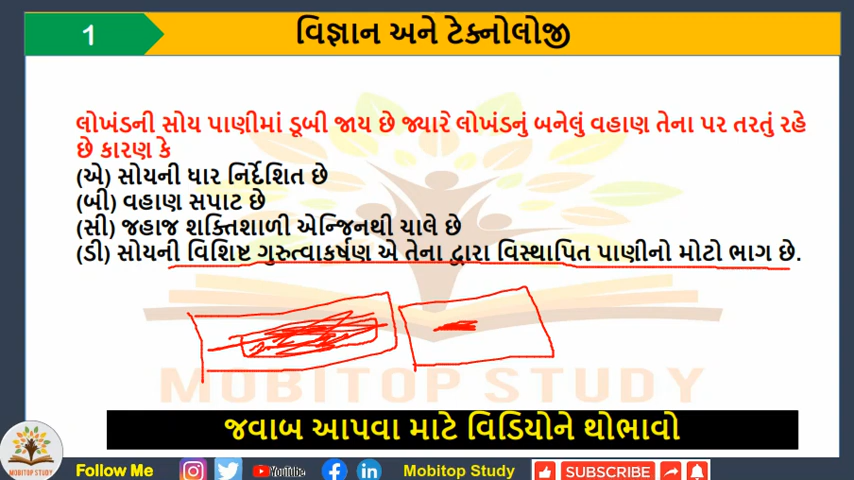 1
વિજ્ઞાન અને ટેક્નોલોજી
લોખંડની સોય પાણીમાં ડૂબી જાય છે જ્યારે લોખંડનું બનેલું વહાણ તેના પર તરતું રહે
છે કારણ કે
(એ) સોયની ધાર નિર્દેશિત છે
(બી) વહાણ સપાટ છે
(સી) જહાજ શક્તિશાળી એન્જિનથી ચાલે છે
(ડી) સોયની વિશિષ્ટ ગુરુત્વાકર્ષણ એ તેના દ્વારા વિસ્થાપિત પાણીનો મોટો ભાગ છે.
MOBITOP STUDY
જવાબ આપવા માટે વિડિયોને થોભાવો
MOBITOP STUDY
Follow Me
YouTube
Mobitop Study
SUBSCRIBE